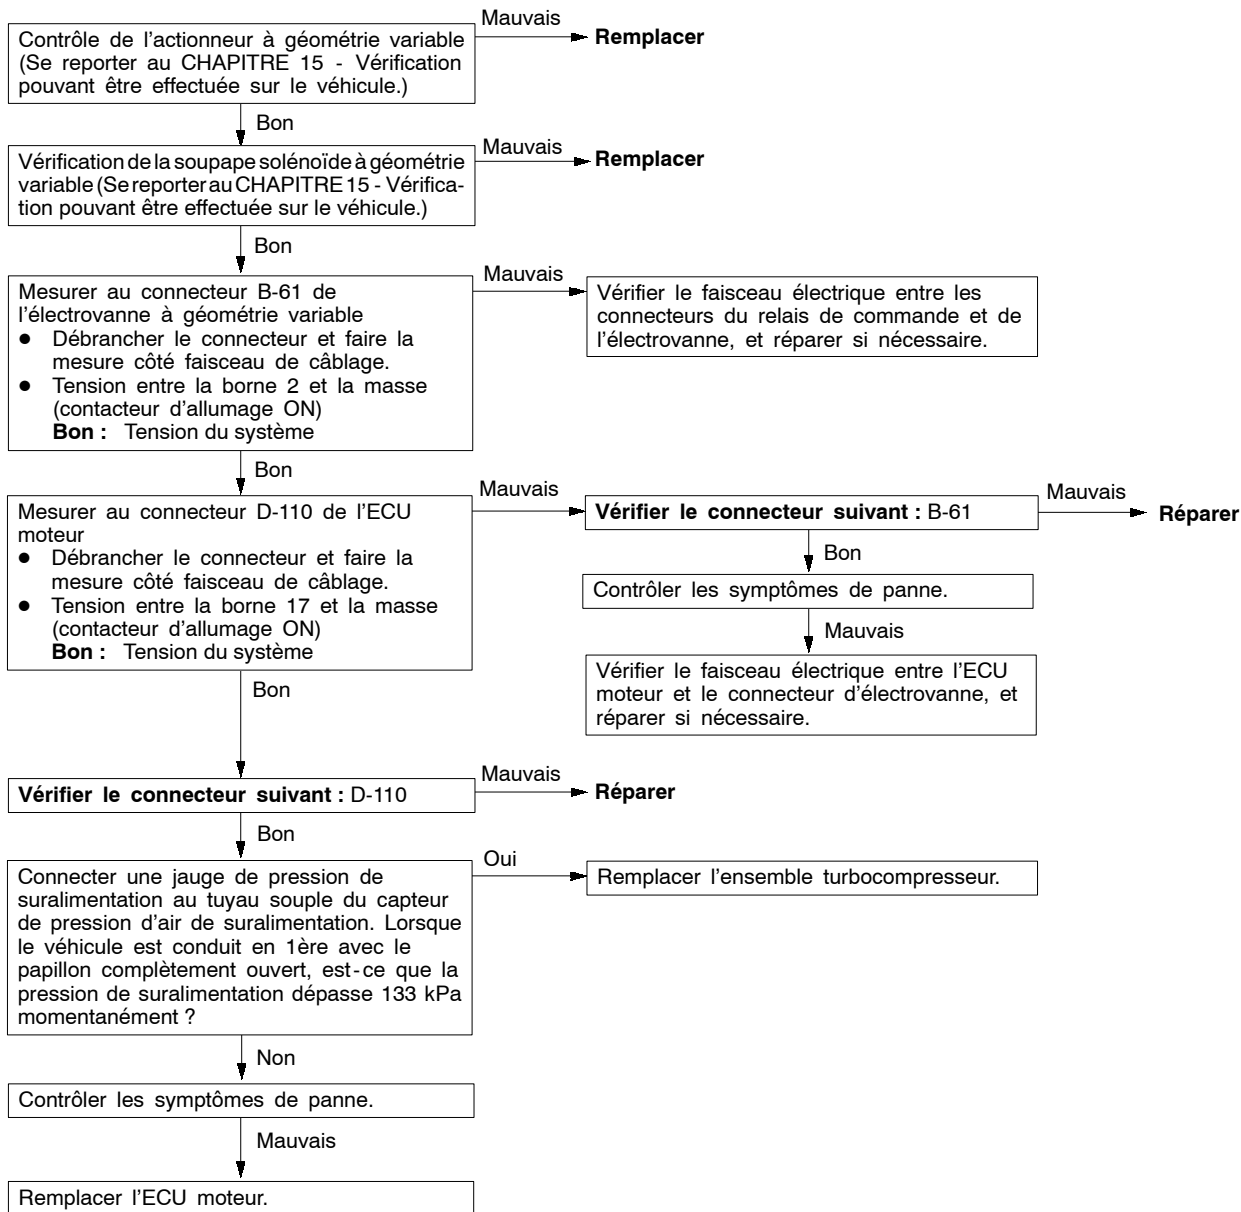 Contrôle de l'actionneur à géométrie variable
(Se reporter au CHAPITRE 15 - Vérification
pouvant être effectuée sur le véhicule.)
Mauvais
Remplacer
Bon
Vérification de la soupape solénoïde à géométrie
variable (Se reporter au CHAPITRE 15 - Vérifica-
tion pouvant être effectuée sur le véhicule.)
Mauvais
Remplacer
Bon
Mesurer au connecteur B-61 de
l'électrovanne à géométrie variable
● Débrancher le connecteur et faire la
mesure côté faisceau de câblage.
● Tension entre la borne 2 et la masse
(contacteur d'allumage ON)
Bon : Tension du système
Mauvais
Vérifier le faisceau électrique entre les
connecteurs du relais de commande et de
l'électrovanne, et réparer si nécessaire.
Bon
Mesurer au connecteur D-110 de l'ECU
moteur
● Débrancher le connecteur et faire la
mesure côté faisceau de câblage.
● Tension entre la borne 17 et la masse
(contacteur d'allumage ON)
Bon : Tension du système
Mauvais
Vérifier le connecteur suivant : B-61
Mauvais
Réparer
Bon
Contrôler les symptômes de panne.
Mauvais
Vérifier le faisceau électrique entre l'ECU
moteur et le connecteur d'électrovanne, et
réparer si nécessaire.
Bon
Vérifier le connecteur suivant : D-110
Mauvais
Réparer
Bon
Connecter une jauge de pression de
suralimentation au tuyau souple du capteur
de pression d'air de suralimentation. Lorsque
le véhicule est conduit en 1ère avec le
papillon complètement ouvert, est-ce que la
pression de suralimentation dépasse 133 kPa
momentanément ?
Oui
Remplacer l'ensemble turbocompresseur.
Non
Contrôler les symptômes de panne.
Mauvais
Remplacer l'ECU moteur.